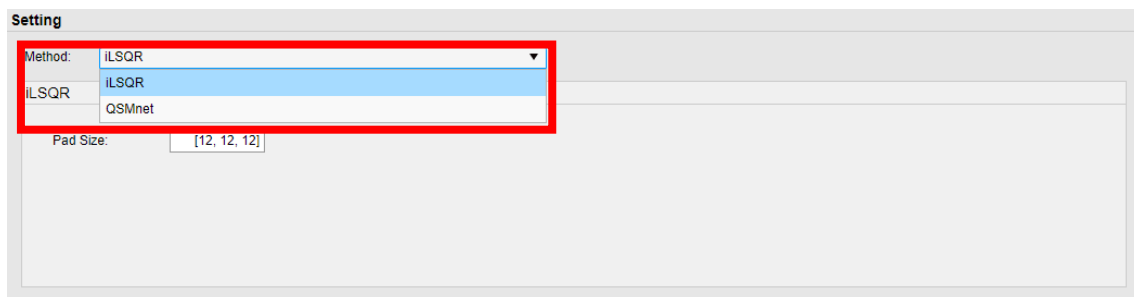 Setting
Method: iLSQR ▼
iLSQR
iLSQR
QSMnet
Pad Size: [12, 12, 12]